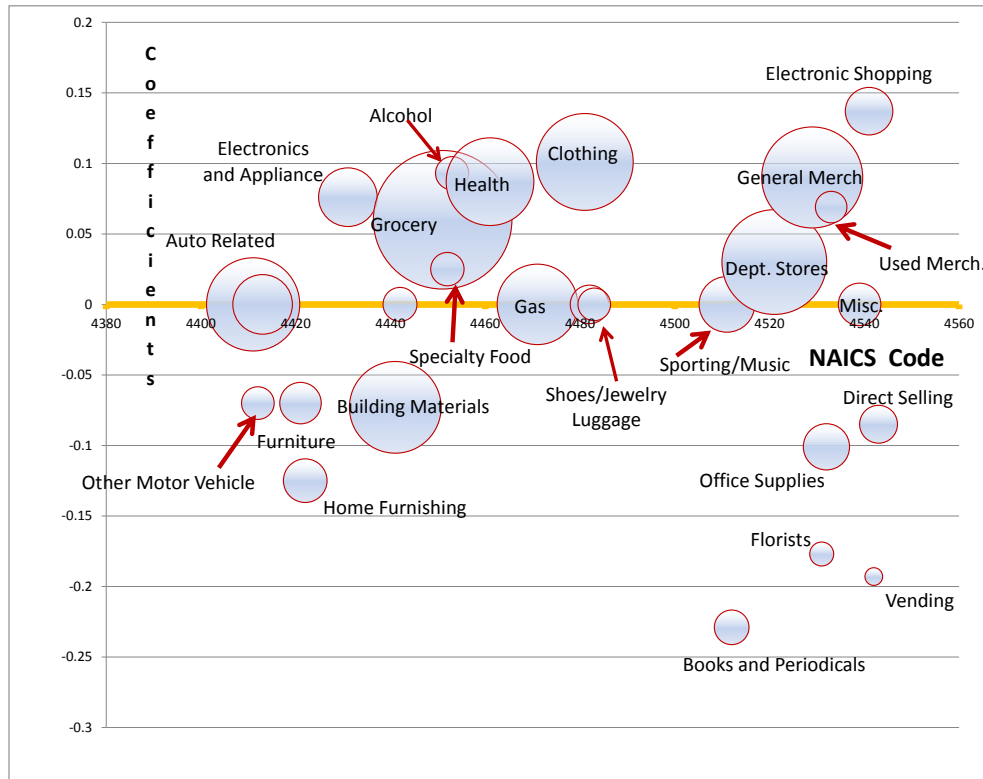 0.2
0.15
0.1
0.05
0
-0.05
-0.1
-0.15
-0.2
-0.25
-0.3
Coefficients
Electronic Shopping
Alcohol
Electronics
and Appliance
Clothing
Health
General Merch
Grocery
Auto Related
Used Merch.
Dept. Stores
Gas
Misc.
4380
4400
4420
4440
4460
4480
4500
4520
4540
4560
Specialty Food
Sporting/Music
NAICS Code
Shoes/Jewelry
Luggage
Building Materials
Direct Selling
Furniture
Other Motor Vehicle
Office Supplies
Home Furnishing
Florists
Vending
Books and Periodicals